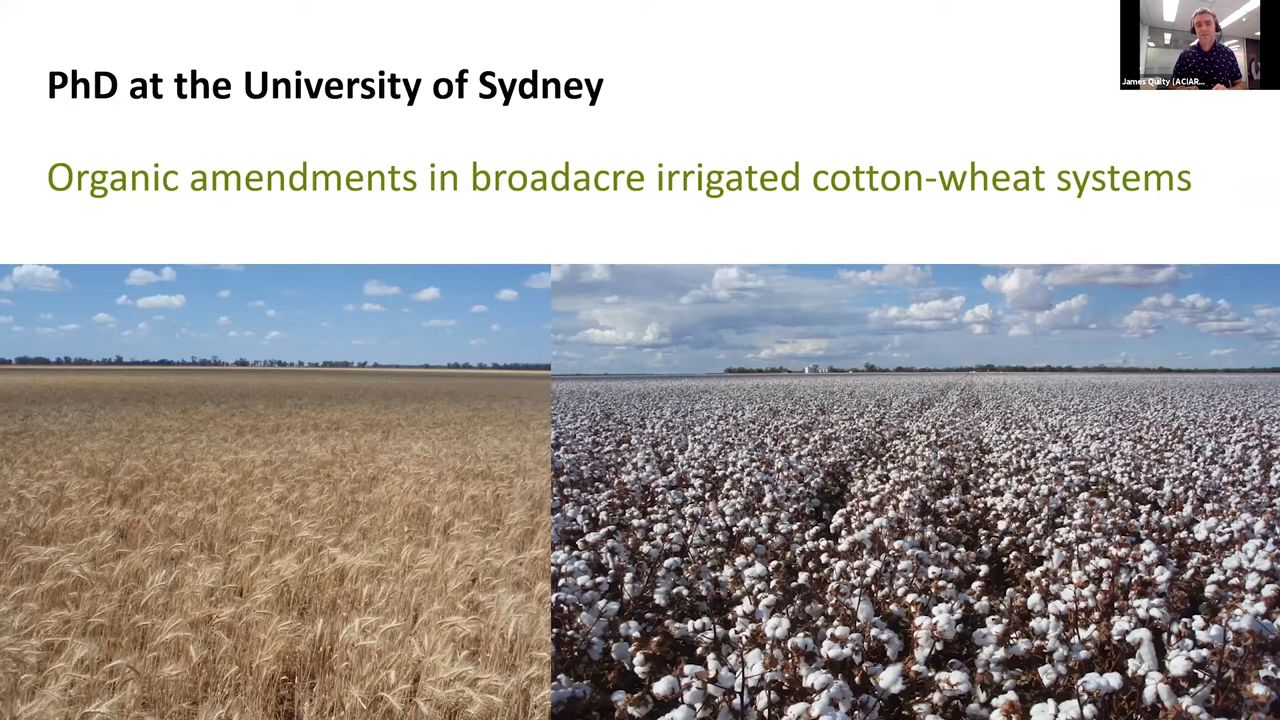 PhD at the University of Sydney
Organic amendments in broadacre irrigated cotton-wheat systems
James Quilty (ACIAR...